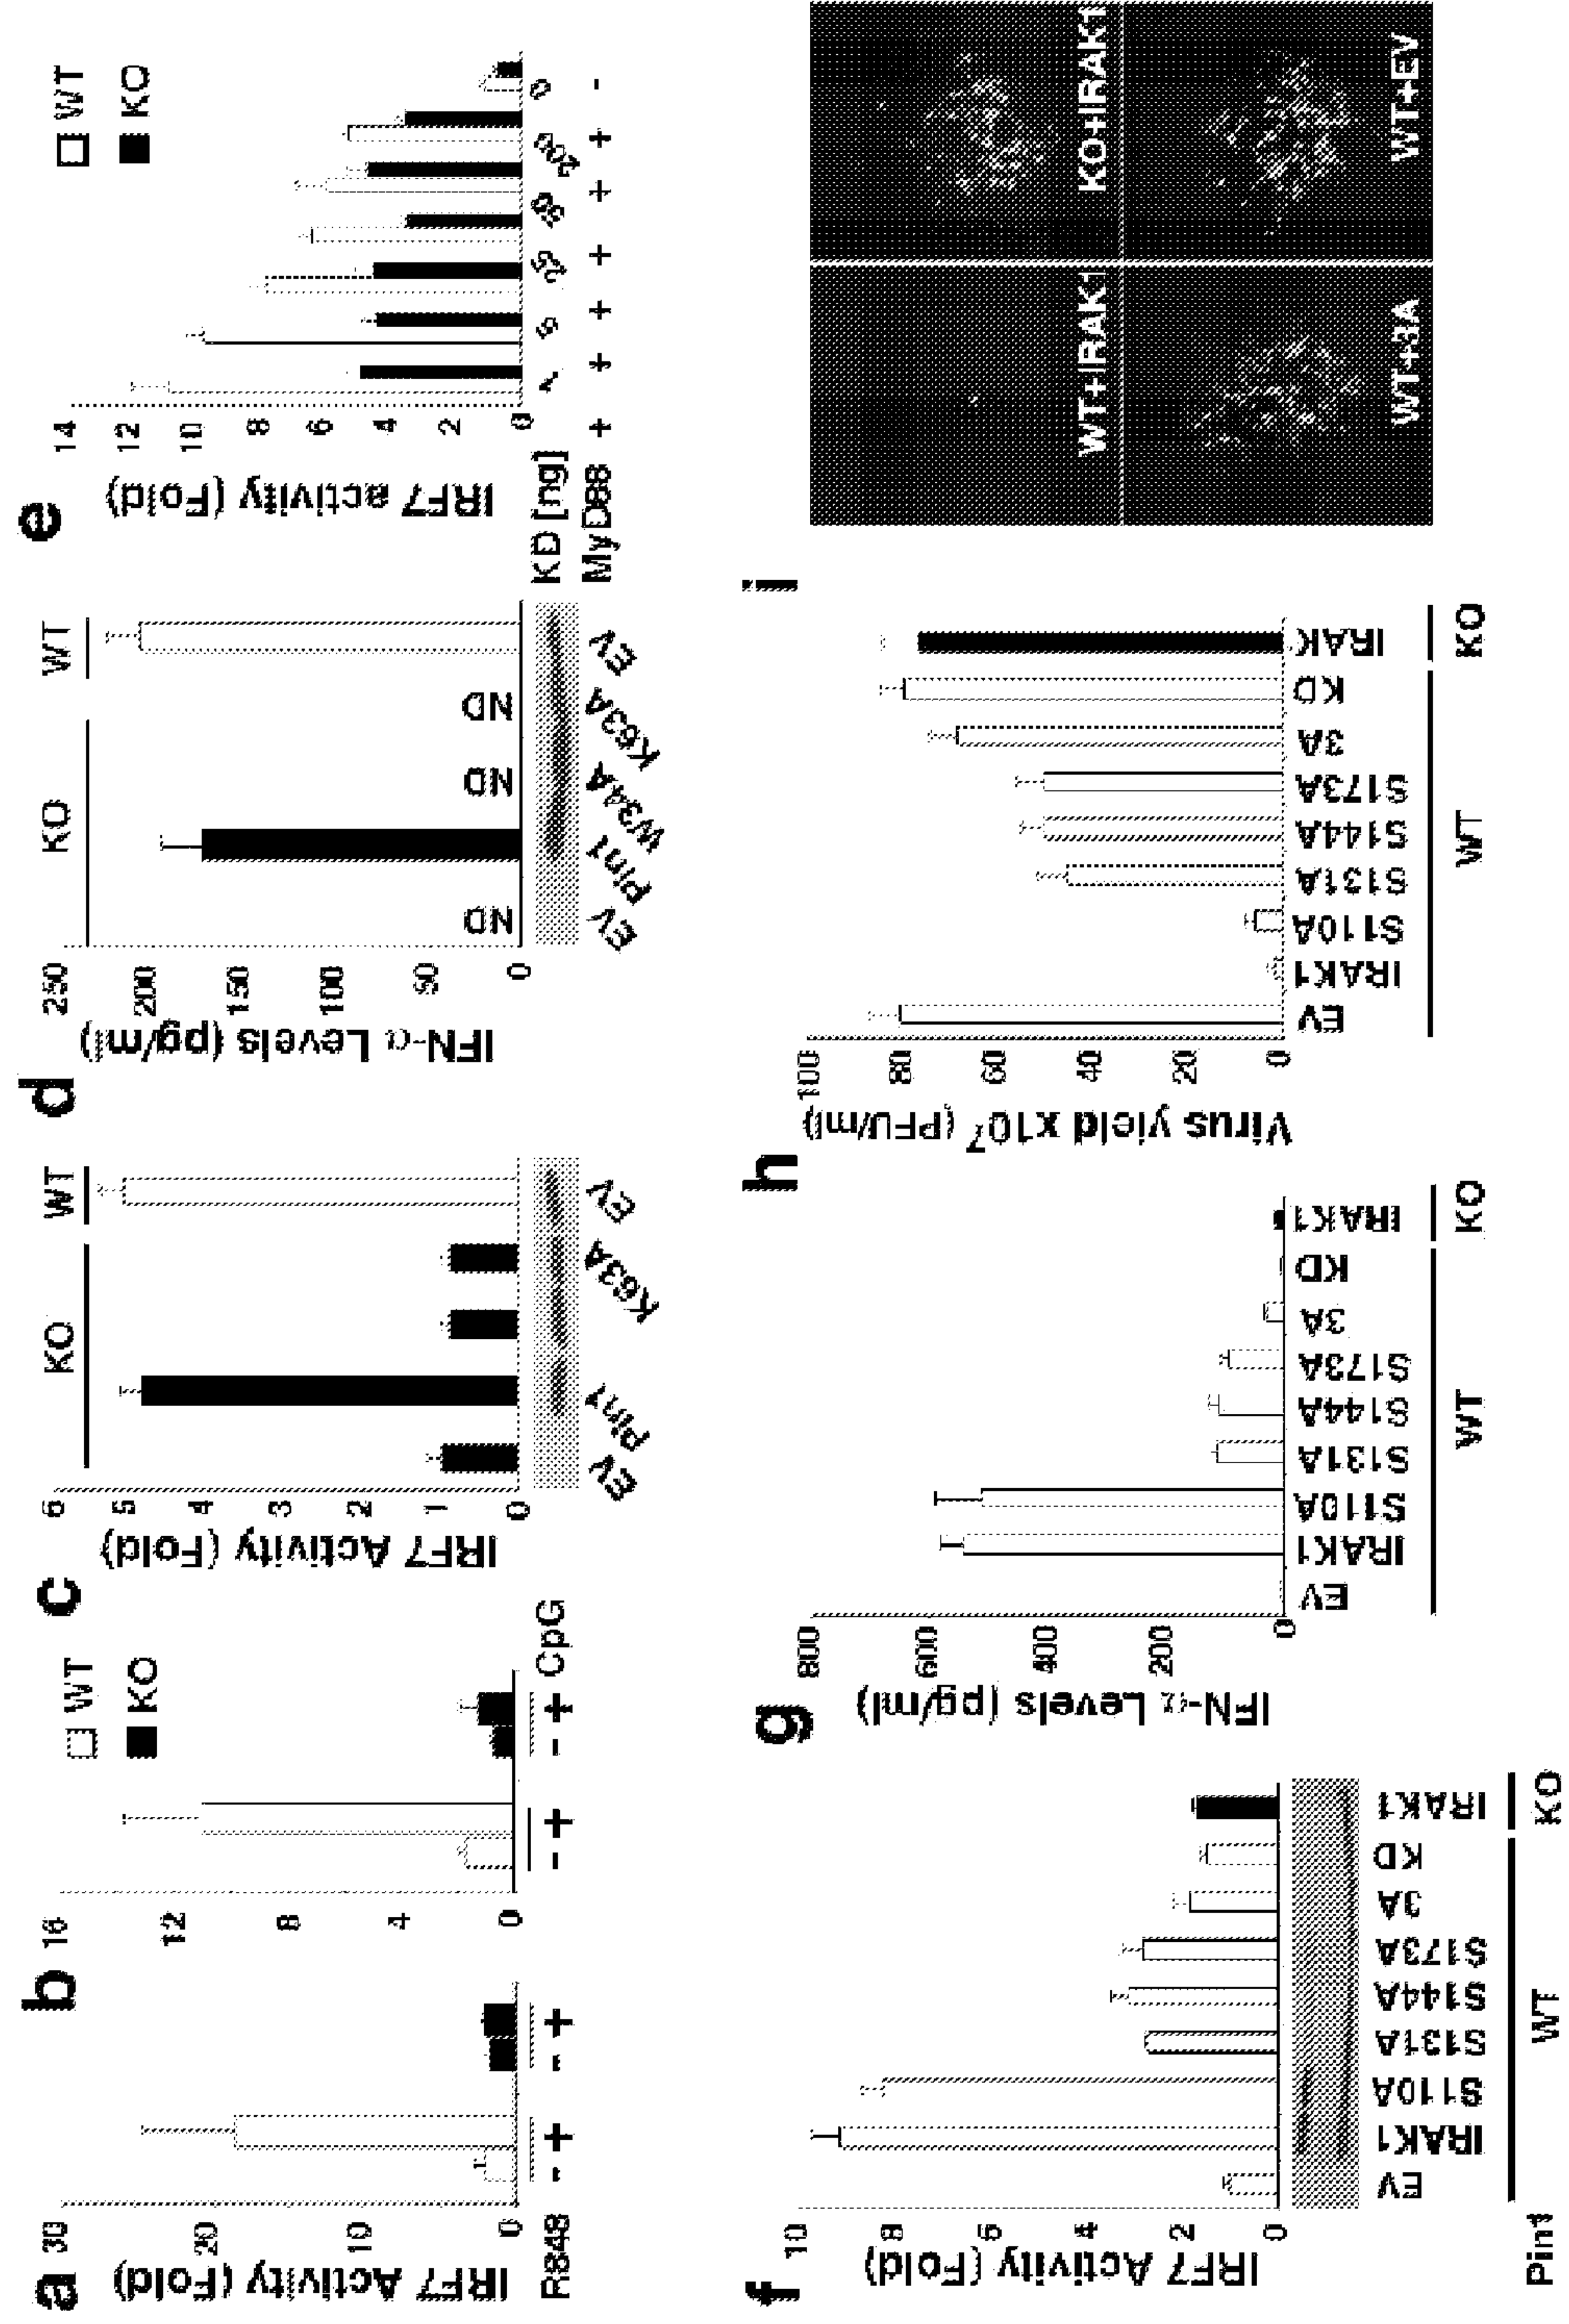 a
IRF7 Activity (Fold)
30
20
10
0
R848
- + - +
b
16
12
8
4
0
WT
KO
- + - + CpG
c
IRF7 Activity (Fold)
6
5
4
3
2
1
0
KO WT
EV Pin1 K63A EV
d
IFN-α Levels (pg/ml)
250
200
150
100
50
0
KO WT
ND ND ND
EV Pin1 W34A K63A EV
e
IRF7 activity (Fold)
14
12
10
8
6
4
2
0
WT
KO
KD [ng] 0
MyD88 + + + + + + -
f
IRF7 Activity (Fold)
10
8
6
4
2
0
EV IRAK1 S110A S131A S144A S173A 3A KD IRAK1
Pin1 WT KO
g
IFN-α Levels (pg/ml)
800
600
400
200
0
EV IRAK1 S110A S131A S144A S173A 3A KD IRAK1
WT KO
h
Virus yield x10⁷ (PFU/ml)
100
80
60
40
20
0
EV IRAK1 S110A S131A S144A S173A 3A KD IRAK
WT KO
i
WT+IRAK1 KO+IRAK1
WT+3A WT+EV